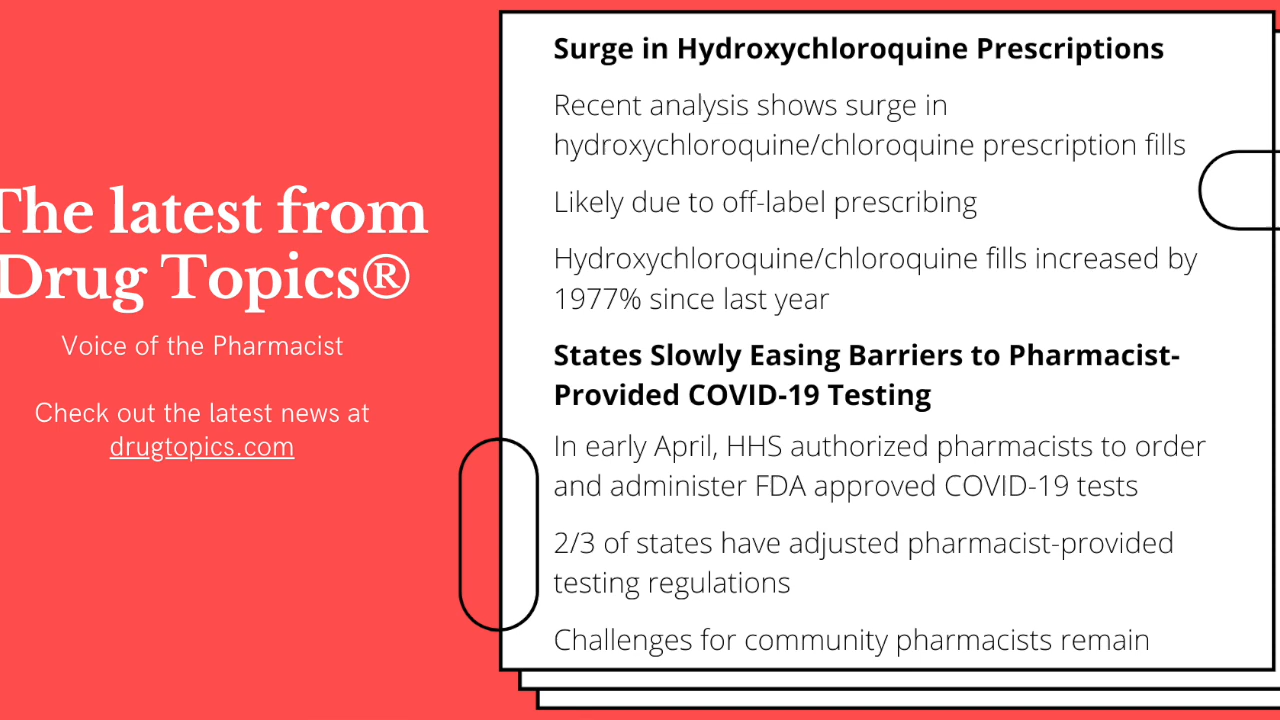 The latest from
Drug Topics®
Voice of the Pharmacist
Check out the latest news at
drugtopics.com
Surge in Hydroxychloroquine Prescriptions
Recent analysis shows surge in
hydroxychloroquine/chloroquine prescription fills
Likely due to off-label prescribing
Hydroxychloroquine/chloroquine fills increased by
1977% since last year
States Slowly Easing Barriers to Pharmacist-
Provided COVID-19 Testing
In early April, HHS authorized pharmacists to order
and administer FDA approved COVID-19 tests
2/3 of states have adjusted pharmacist-provided
testing regulations
Challenges for community pharmacists remain